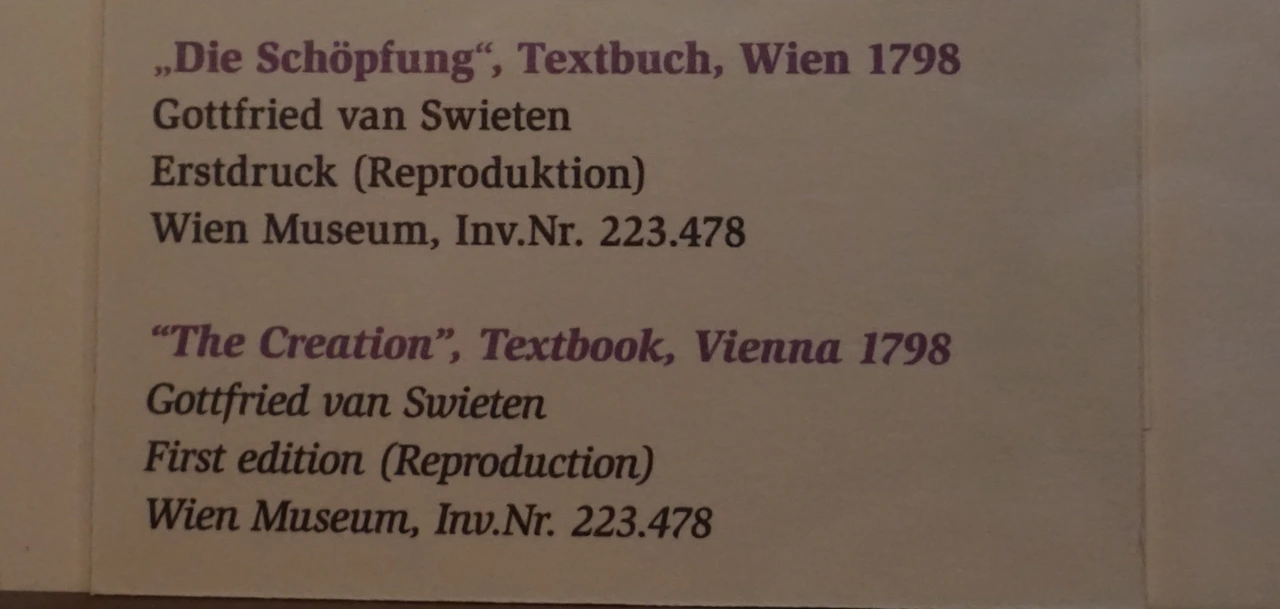 „Die Schöpfung“, Textbuch, Wien 1798
Gottfried van Swieten
Erstdruck (Reproduktion)
Wien Museum, Inv.Nr. 223.478
“The Creation”, Textbook, Vienna 1798
Gottfried van Swieten
First edition (Reproduction)
Wien Museum, Inv.Nr. 223.478